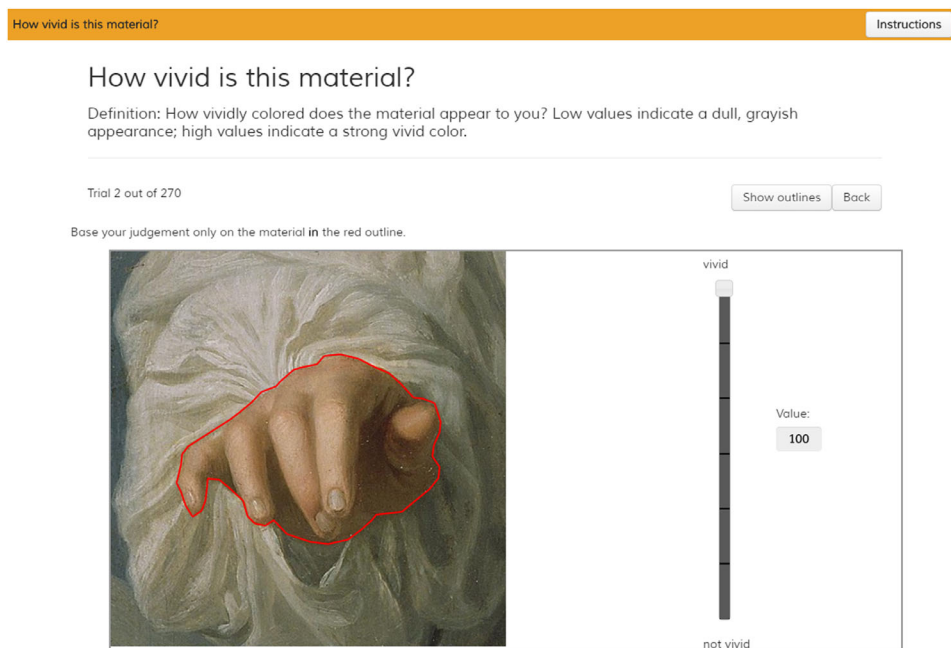 How vivid is this material?
Instructions
How vivid is this material?
Definition: How vividly colored does the material appear to you? Low values indicate a dull, grayish
appearance; high values indicate a strong vivid color.
Trial 2 out of 270
Show outlines
Back
Base your judgement only on the material in the red outline.
vivid
Value:
100
not vivid